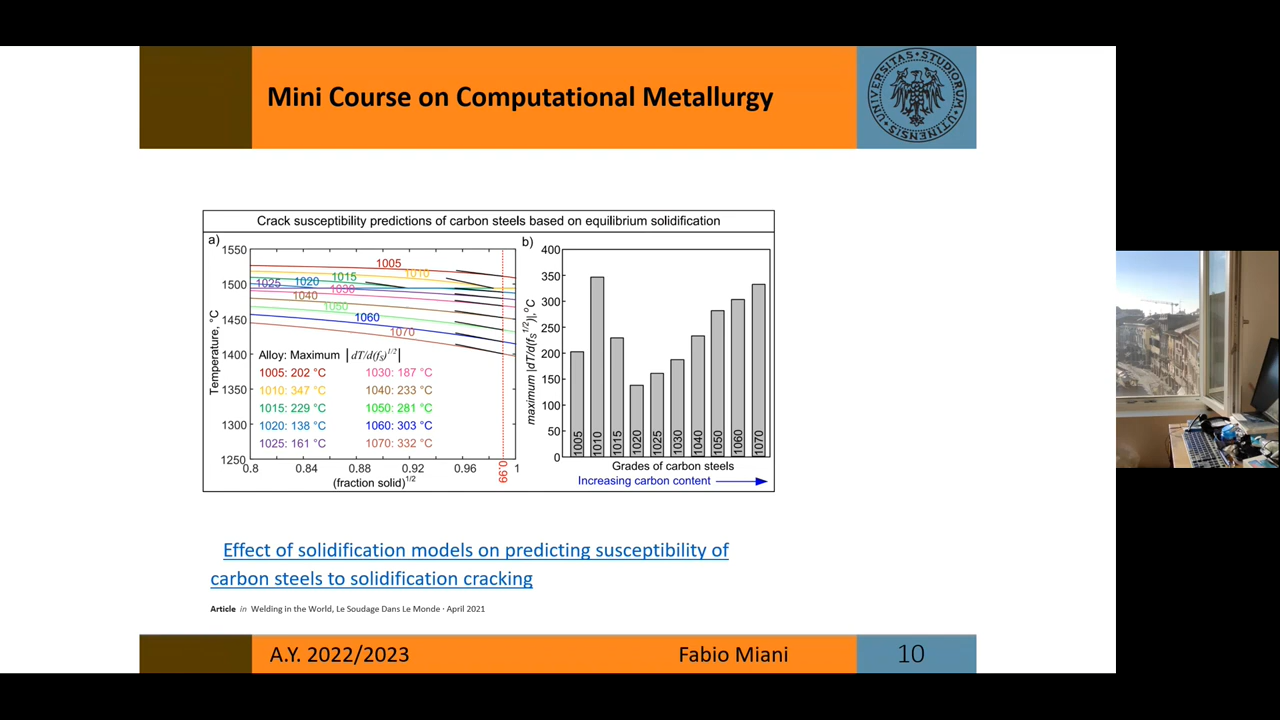 Mini Course on Computational Metallurgy
UNIVERSITAS · STUDIORUM · UTINENSIS
Crack susceptibility predictions of carbon steels based on equilibrium solidification
a)
1550
1500
1450
1400
1350
1300
1250
Temperature, °C
1005
1010
1015
1020
1025
1030
1040
1050
1060
1070
Alloy: Maximum |dT/d(fS)1/2|
1005: 202 °C 1030: 187 °C
1010: 347 °C 1040: 233 °C
1015: 229 °C 1050: 281 °C
1020: 138 °C 1060: 303 °C
1025: 161 °C 1070: 332 °C
0.8 0.84 0.88 0.92 0.96 0.99 1
(fraction solid)1/2
b)
400
350
300
250
200
150
100
50
0
maximum |dT/d(fS1/2)|,°C
1005 1010 1015 1020 1025 1030 1040 1050 1060 1070
Grades of carbon steels
Increasing carbon content
Effect of solidification models on predicting susceptibility of
carbon steels to solidification cracking
Article in Welding in the World, Le Soudage Dans Le Monde · April 2021
A.Y. 2022/2023 Fabio Miani 10